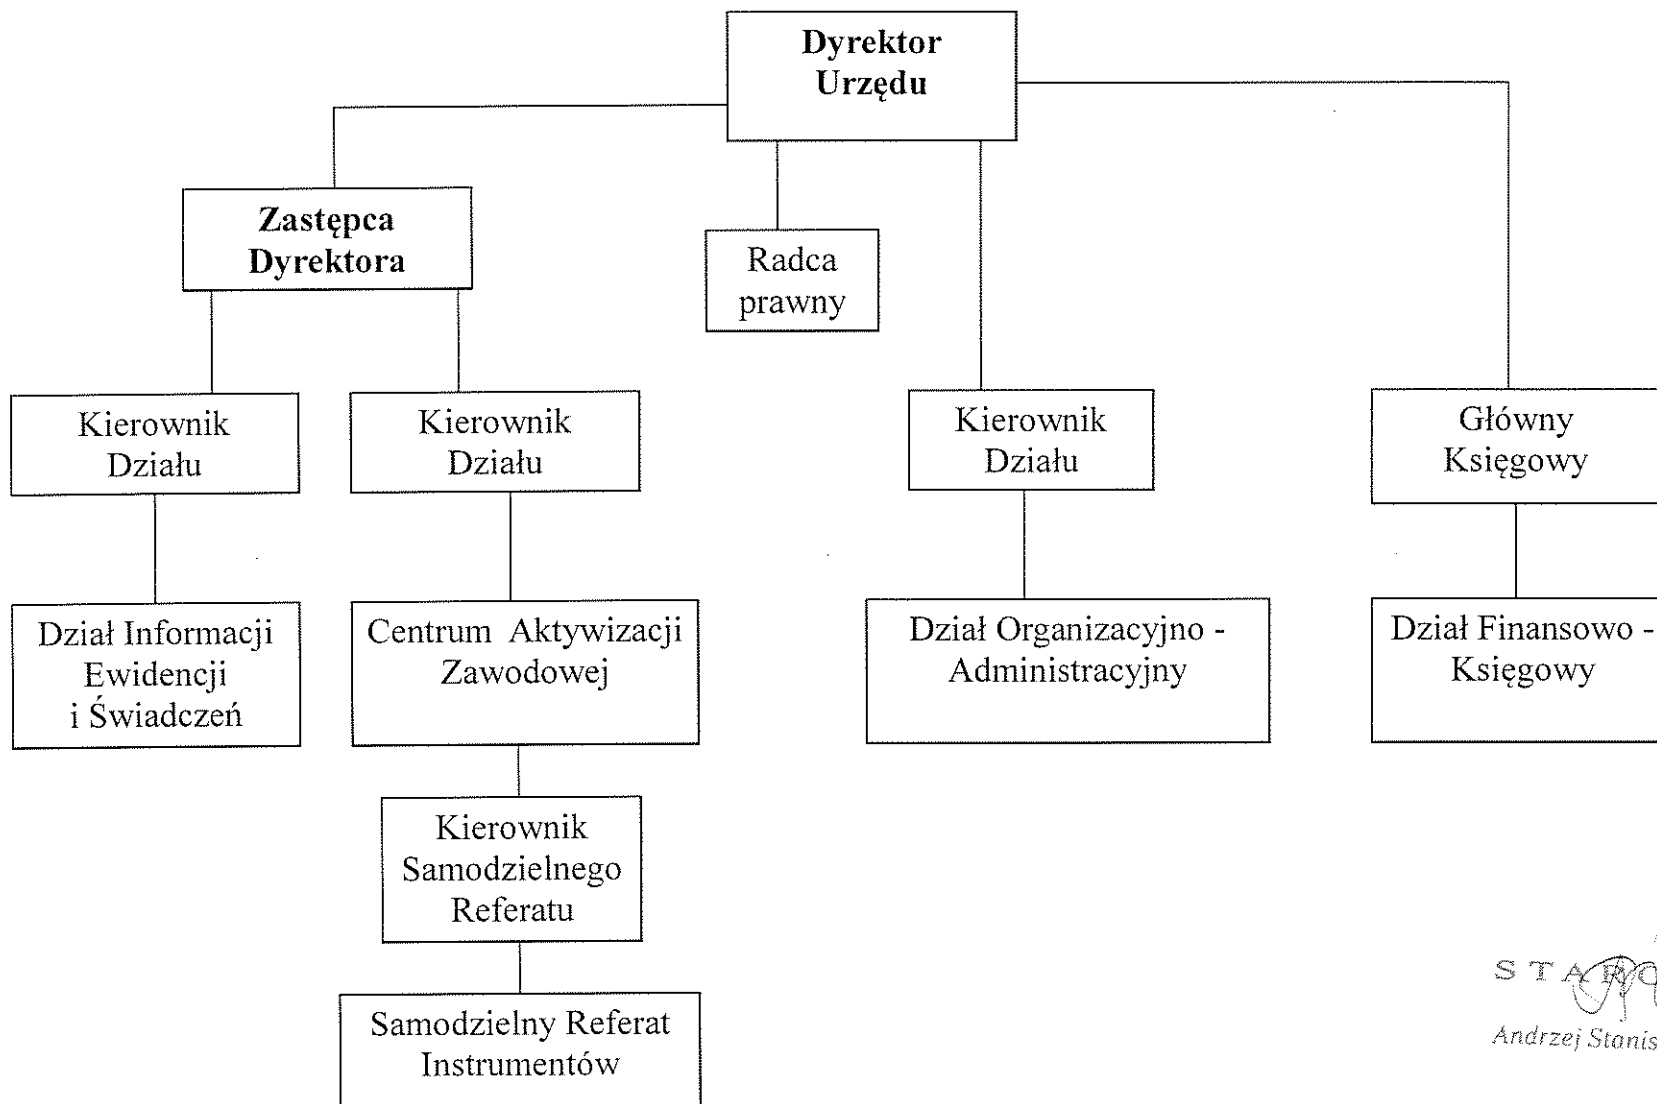 Dyrektor
Urzędu
Zastępca
Dyrektora
Radca
prawny
Kierownik
Działu
Kierownik
Działu
Kierownik
Działu
Główny
Księgowy
Dział Informacji
Ewidencji
i Świadczeń
Centrum Aktywizacji
Zawodowej
Dział Organizacyjno -
Administracyjny
Dział Finansowo -
Księgowy
Kierownik
Samodzielnego
Referatu
Samodzielny Referat
Instrumentów
Andrzej